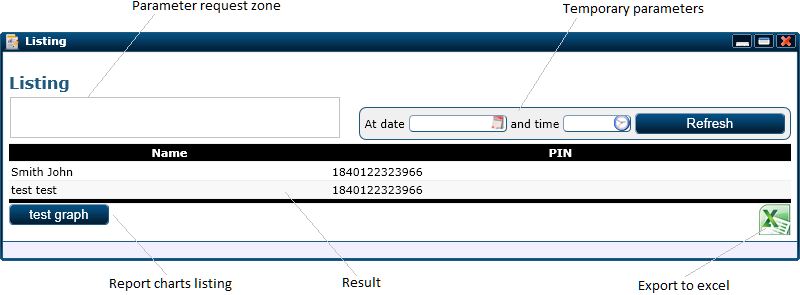 Parameter request zone
Temporary parameters
Listing
Listing
At date and time Refresh
Name PIN
Smith John 1840122323966
test test 1840122323966
test graph
Report charts listing
Result
Export to excel